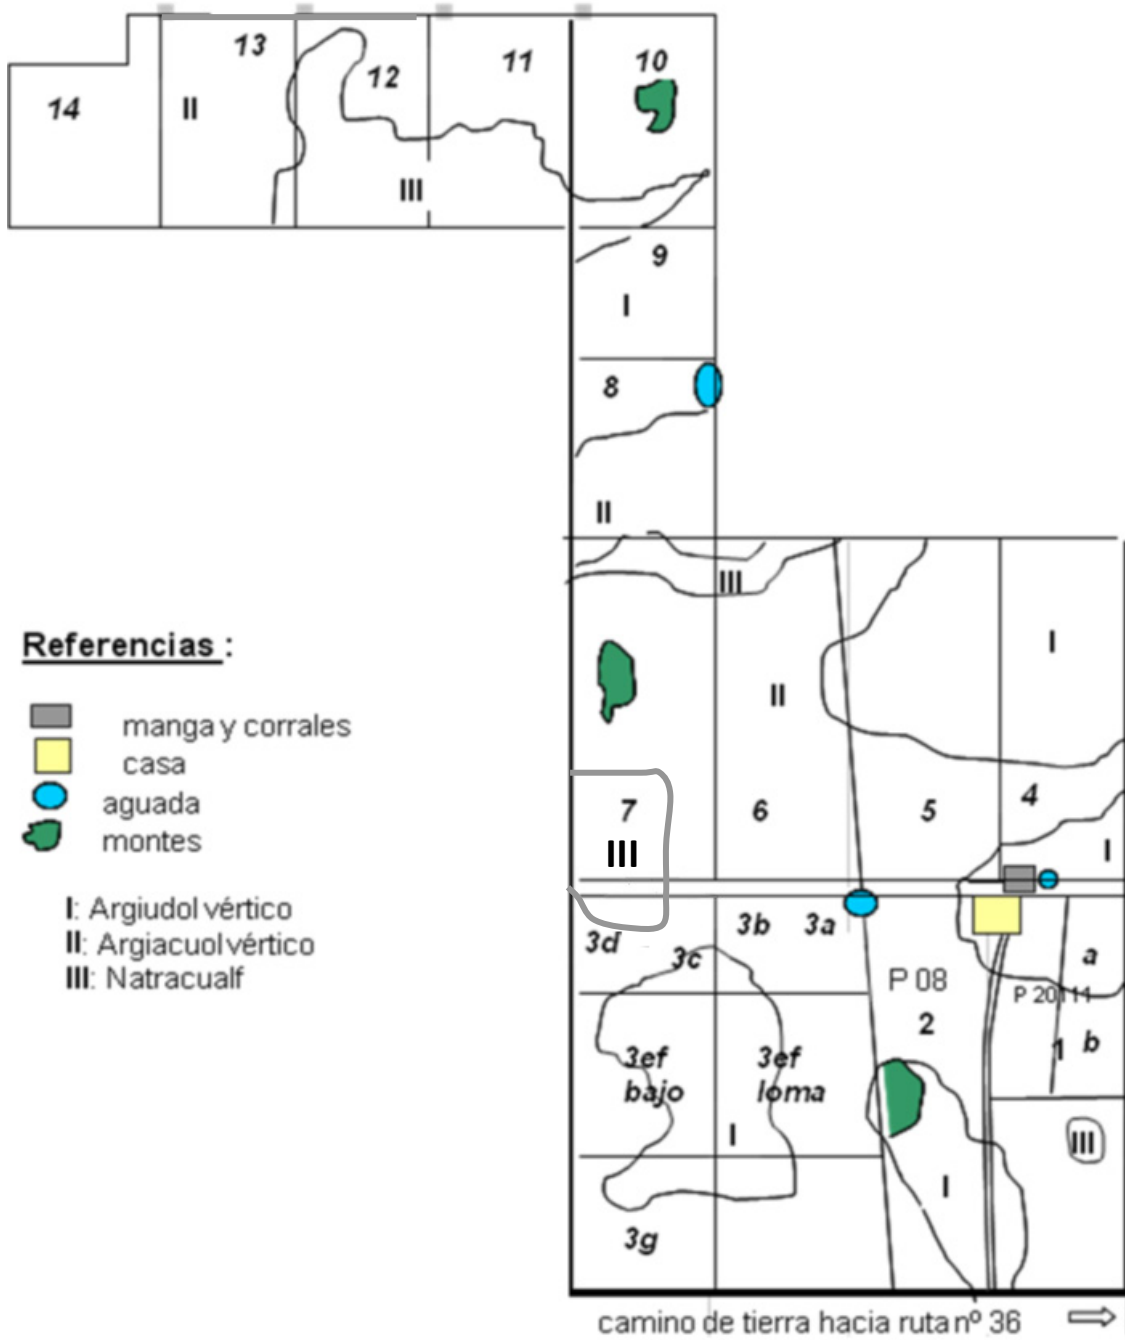 13
12
11
10
14
II
III
9
I
8
II
III
Referencias :
manga y corrales
casa
aguada
montes
I: Argiudol vértico
II: Argiacuol vértico
III: Natracualf
I
II
7
6
5
4
III
I
3b
3a
3d
3c
a
P 08
P 20111
2
1
b
3ef
bajo
3ef
loma
I
III
I
3g
camino de tierra hacia ruta nº 36